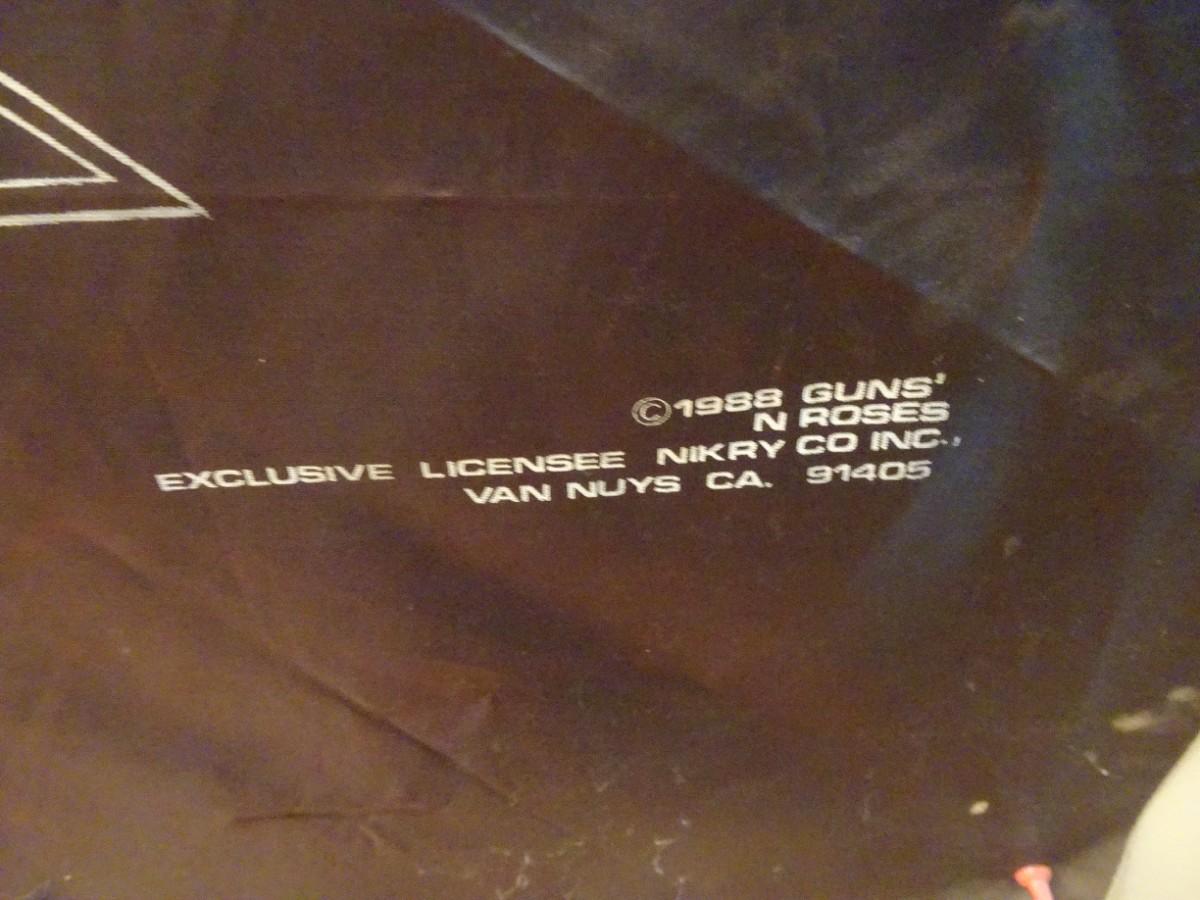 ©1988 GUNS'
N ROSES
EXCLUSIVE LICENSEE NIKRY CO INC.,
VAN NUYS CA. 91405